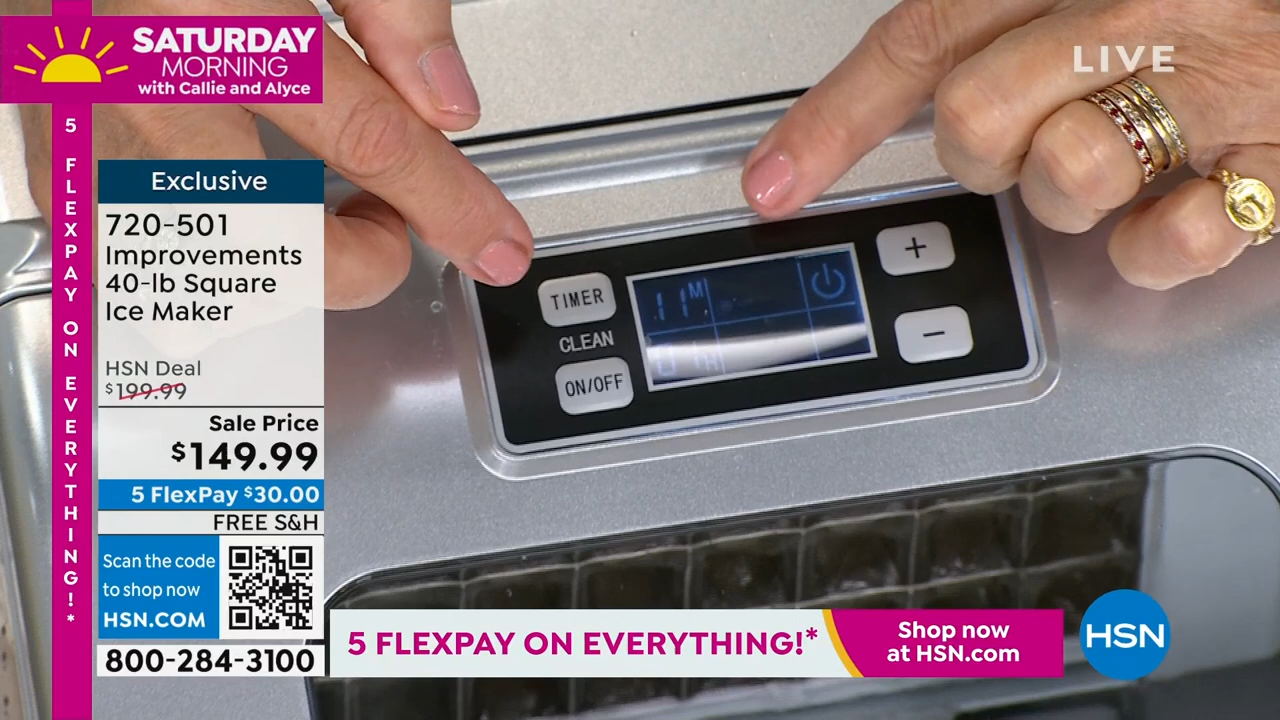 SATURDAY
MORNING
with Callie and Alyce
LIVE
5 FLEXPAY ON EVERYTHING!*
Exclusive
720-501
Improvements
40-lb Square
Ice Maker
HSN Deal
$199.99
Sale Price
$149.99
5 FlexPay $30.00
FREE S&H
Scan the code
to shop now
HSN.COM
800-284-3100
TIMER
CLEAN
ON/OFF
11M
+
−
5 FLEXPAY ON EVERYTHING!*
Shop now
at HSN.com
HSN